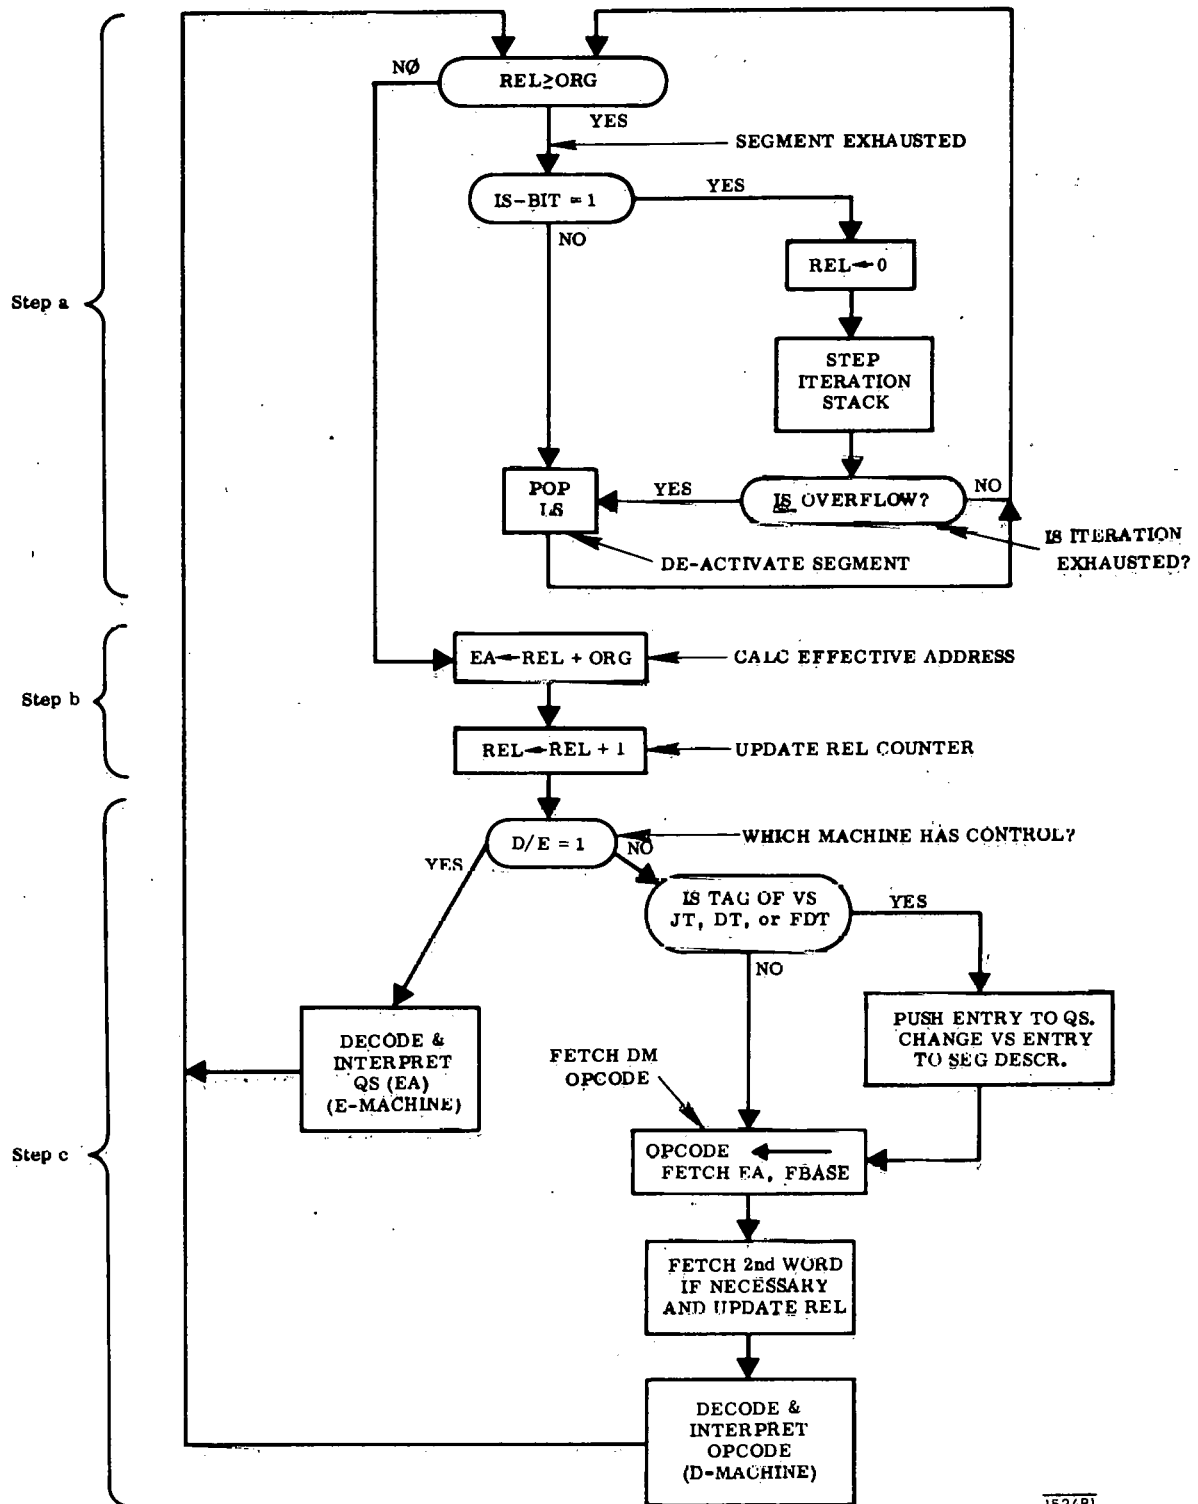 NØ
REL≥ORG
YES
SEGMENT EXHAUSTED
IS-BIT = 1
YES
NO
REL←0
Step a
STEP
ITERATION
STACK
POP
LS
YES
IS OVERFLOW?
NO
IS ITERATION
EXHAUSTED?
DE-ACTIVATE SEGMENT
EA←REL + ORG
CALC EFFECTIVE ADDRESS
Step b
REL←REL + 1
UPDATE REL COUNTER
D/E = 1
WHICH MACHINE HAS CONTROL?
YES
NO
IS TAG OF VS
JT, DT, or FDT
YES
NO
PUSH ENTRY TO QS.
CHANGE VS ENTRY
TO SEG DESCR.
DECODE &
INTERPRET
QS (EA)
(E-MACHINE)
FETCH DM
OPCODE
Step c
OPCODE ←
FETCH EA, FBASE
FETCH 2nd WORD
IF NECESSARY
AND UPDATE REL
DECODE &
INTERPRET
OPCODE
(D-MACHINE)